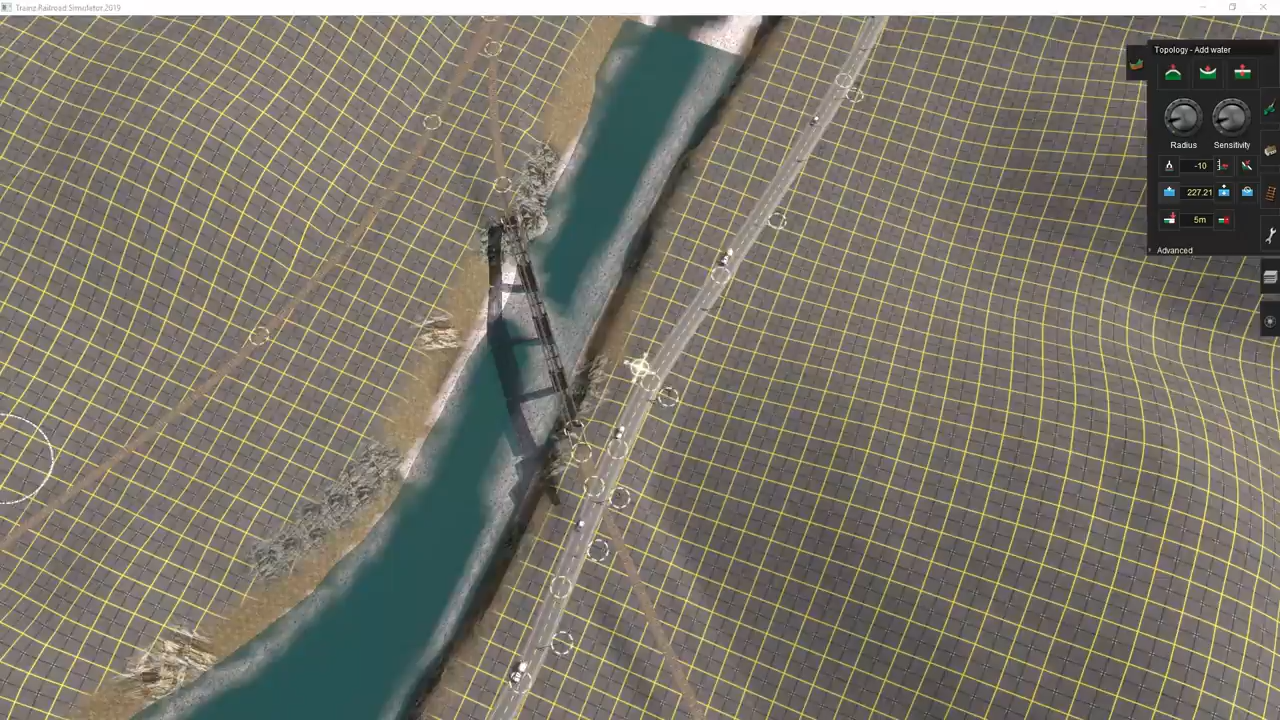 Trainz Railroad Simulator 2019
Topology - Add water
Radius Sensitivity
-10
227.21
5m
Advanced